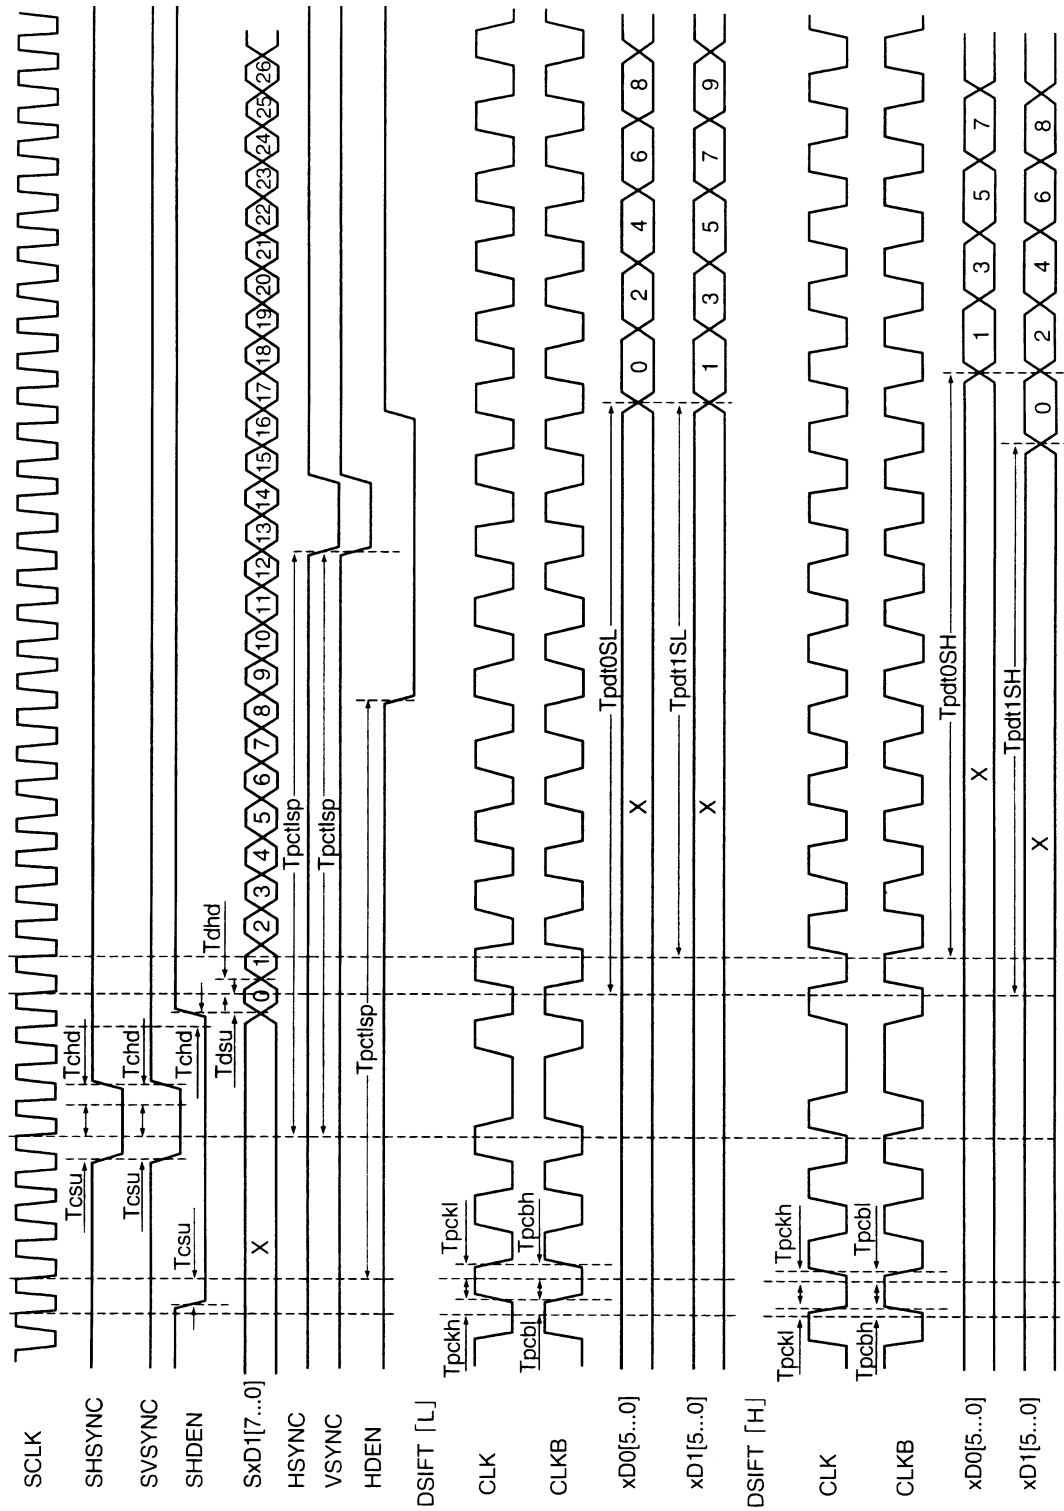 SCLK
SHSYNC
Tcsu
Tchd
SVSYNC
Tcsu
Tchd
SHDEN
Tcsu
Tchd
Tdsu
Tdhd
SxD1[7...0]
X
0 1 2 3 4 5 6 7 8 9 10 11 12 13 14 15 16 17 18 19 20 21 22 23 24 25 26
HSYNC
Tpctlsp
VSYNC
Tpctlsp
HDEN
Tpctlsp
DSIFT「L」
CLK
Tpckh
Tpckl
CLKB
Tpcbl
Tpcbh
Tpdt0SL
xD0[5...0]
X
0 2 4 6 8
Tpdt1SL
xD1[5...0]
X
1 3 5 7 9
DSIFT「H」
CLK
Tpckl
Tpckh
CLKB
Tpcbh
Tpcbl
Tpdt0SH
xD0[5...0]
X
1 3 5 7
Tpdt1SH
xD1[5...0]
X
0 2 4 6 8